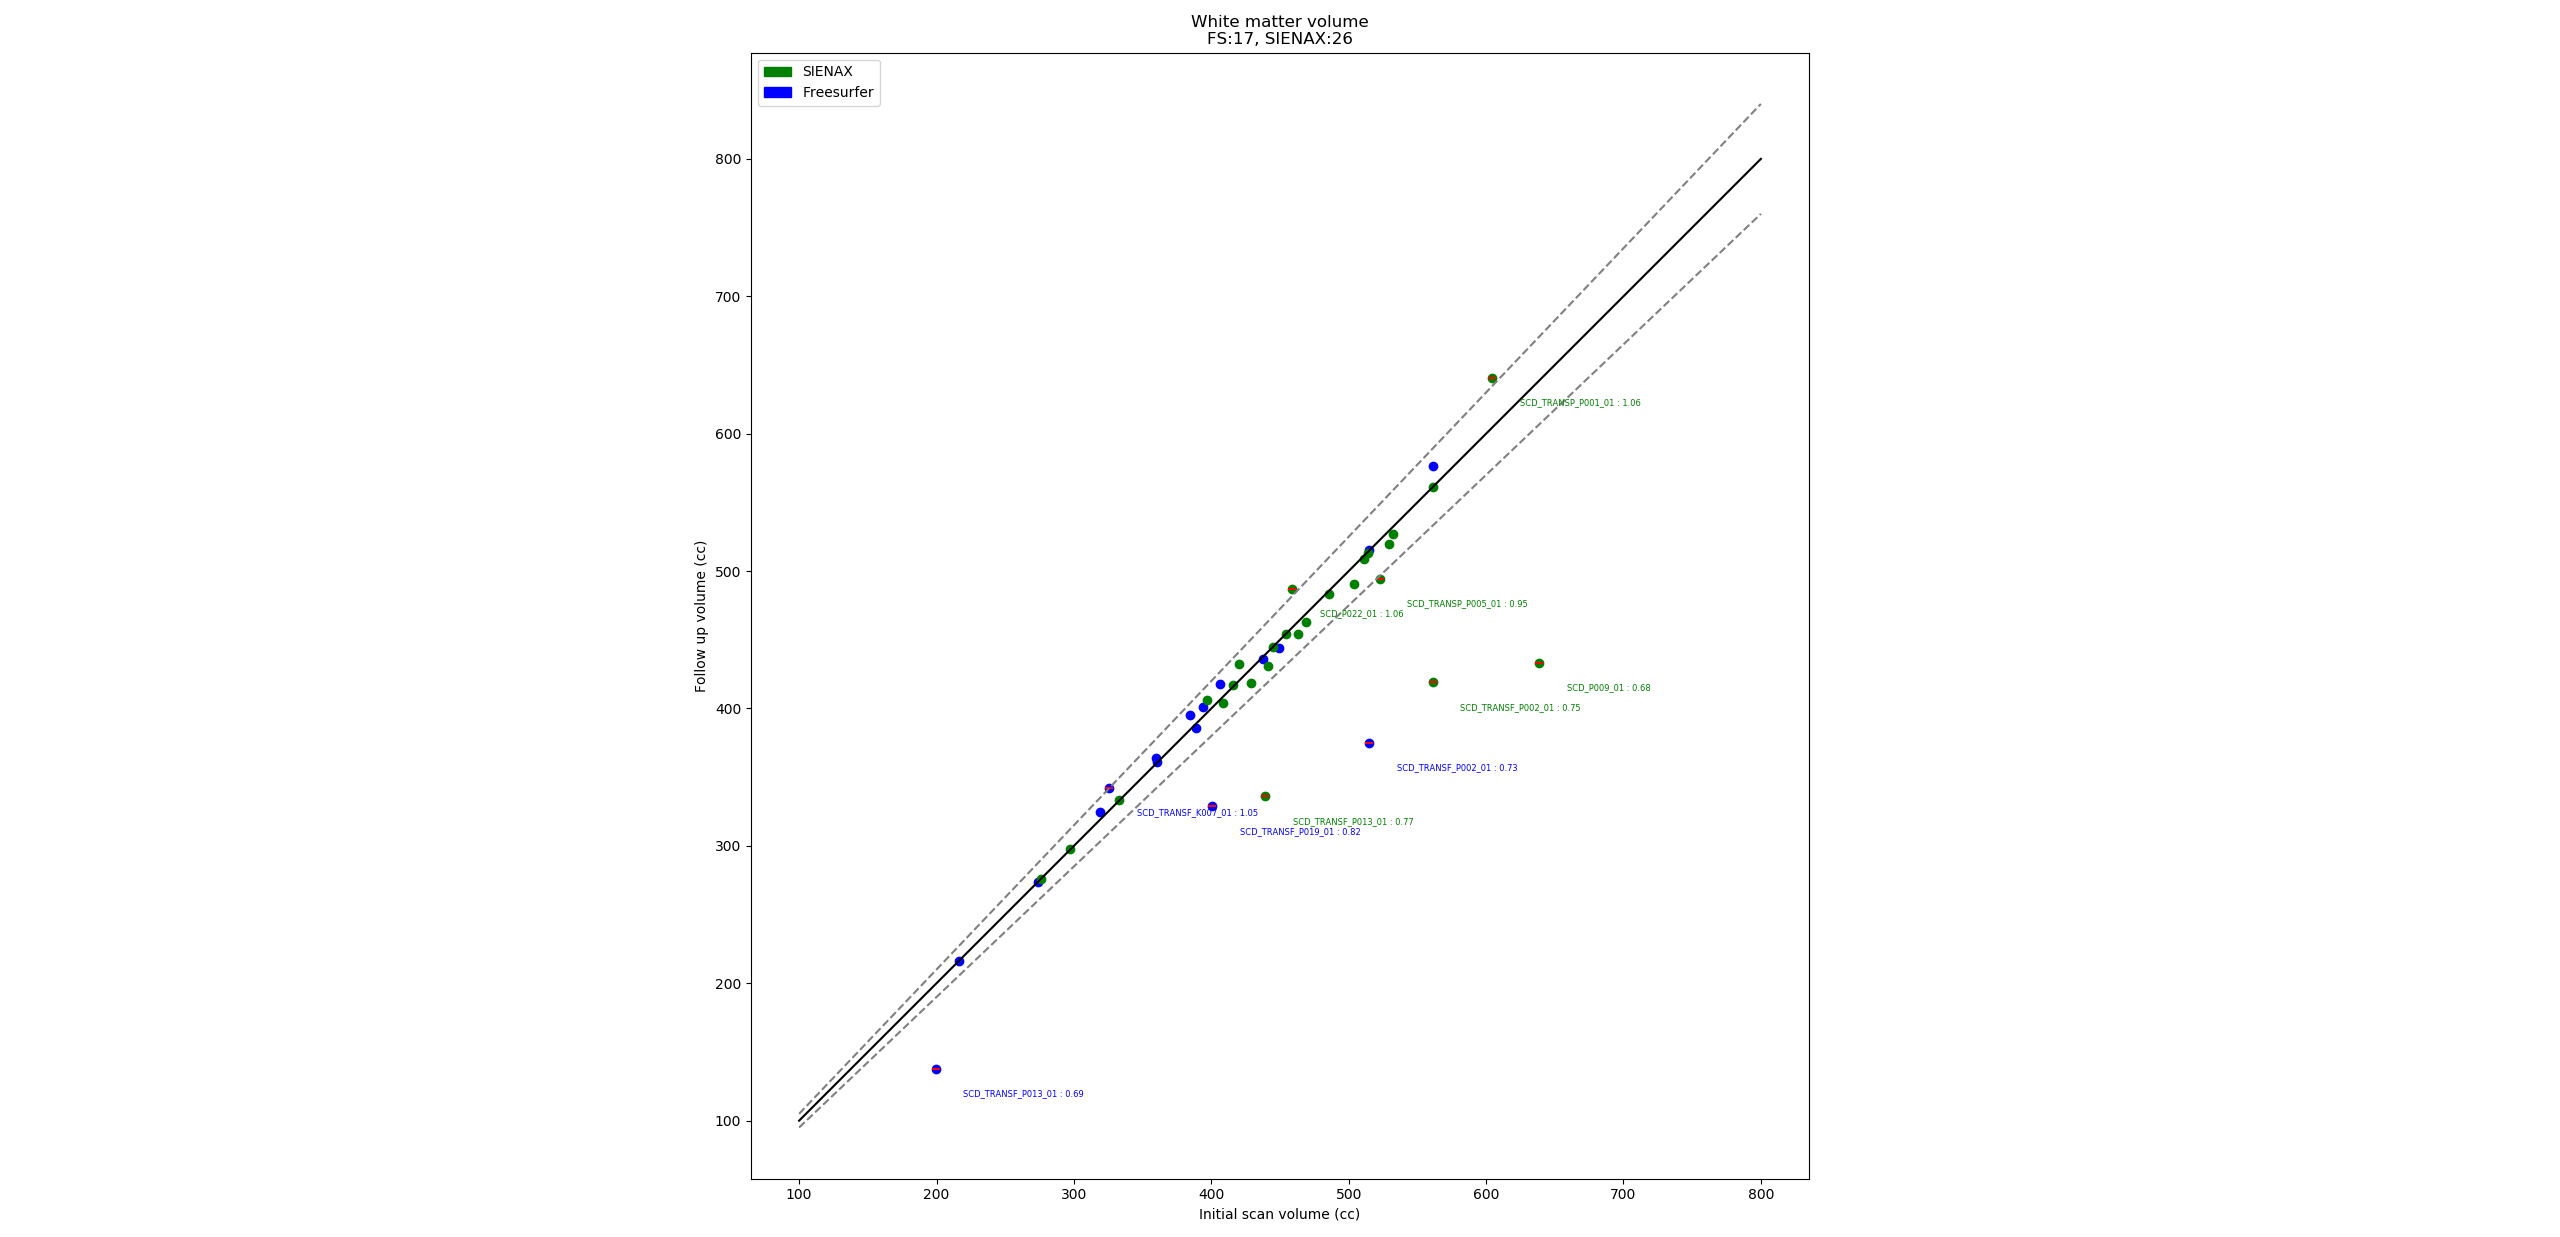 White matter volume
FS:17, SIENAX:26
SIENAX
Freesurfer
800
700
600
500
400
300
200
100
Follow up volume (cc)
SCD_TRANSP_P001_01 : 1.06
SCD_TRANSP_P005_01 : 0.95
SCD_P022_01 : 1.06
SCD_P009_01 : 0.68
SCD_TRANSF_P002_01 : 0.75
SCD_TRANSF_P002_01 : 0.73
SCD_TRANSF_K007_01 : 1.05
SCD_TRANSF_P013_01 : 0.77
SCD_TRANSF_P019_01 : 0.82
SCD_TRANSF_P013_01 : 0.69
100 200 300 400 500 600 700 800
Initial scan volume (cc)